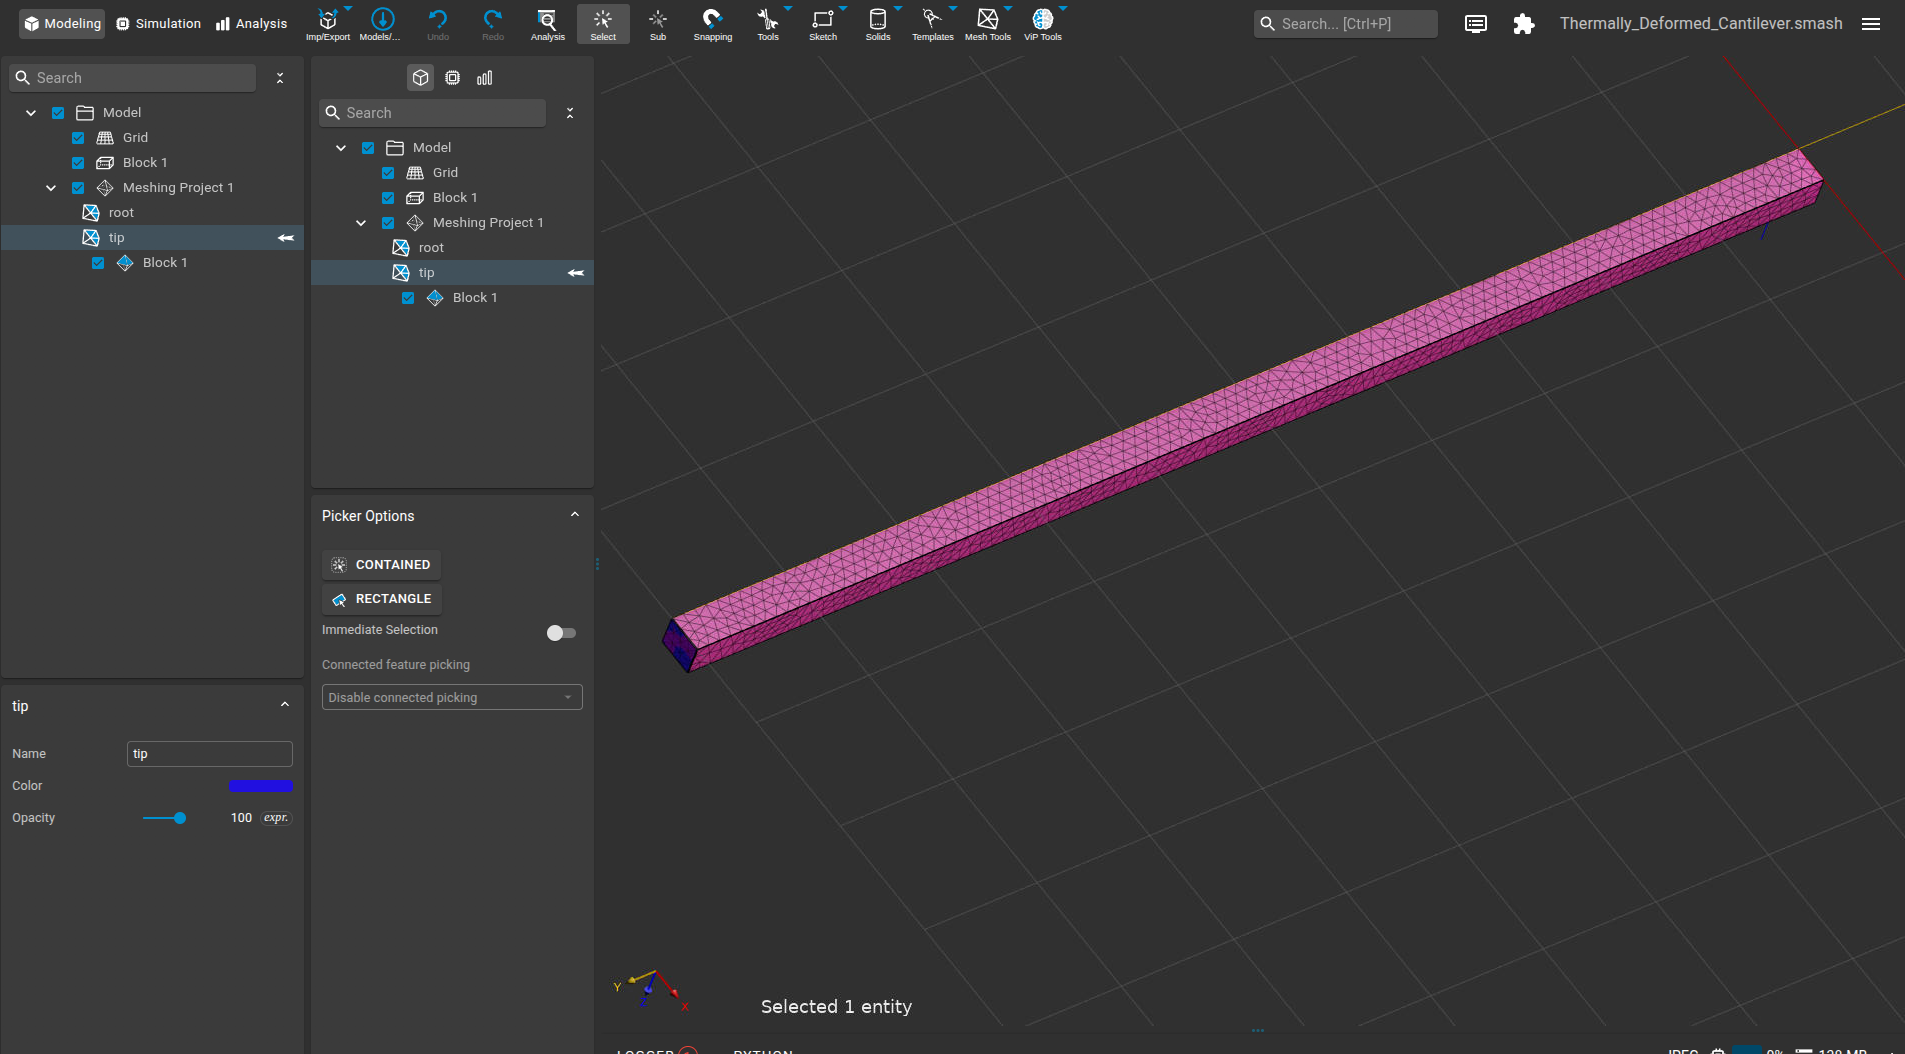 Modeling Simulation Analysis
Imp/Export Models/... Undo Redo Analysis Select Sub Snapping Tools Sketch Solids Templates Mesh Tools ViP Tools
Search... [Ctrl+P]
Thermally_Deformed_Cantilever.smash
Search
Model
Grid
Block 1
Meshing Project 1
root
tip
Block 1
tip
Name tip
Color
Opacity 100 expr.
Search
Model
Grid
Block 1
Meshing Project 1
root
tip
Block 1
Picker Options
CONTAINED
RECTANGLE
Immediate Selection
Connected feature picking
Disable connected picking
Y
Z
X
Selected 1 entity
LOGGER PYTHON
0% 128 MB